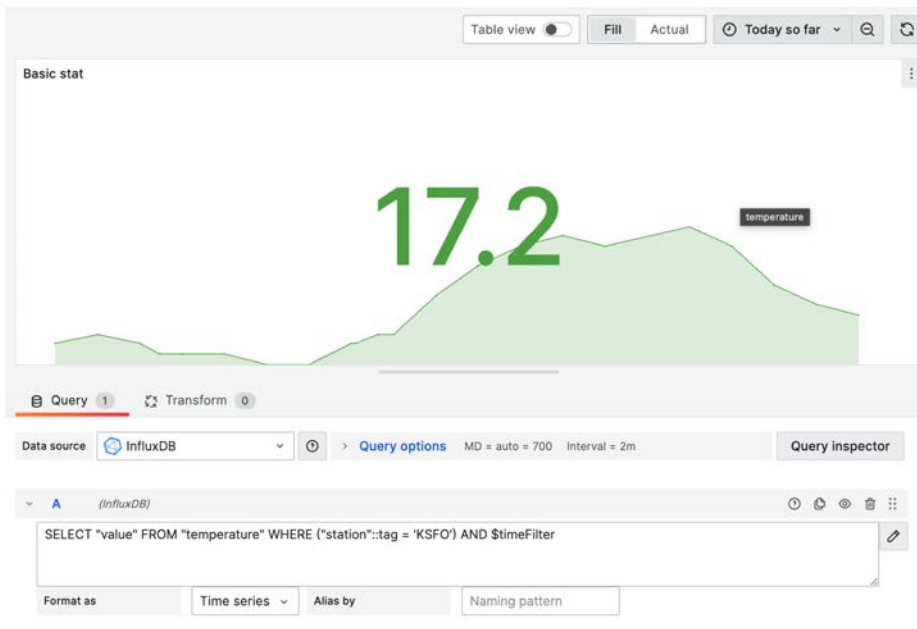 Table view Fill Actual Today so far
Basic stat
17.2
temperature
Query 1 Transform 0
Data source InfluxDB Query options MD = auto = 700 Interval = 2m Query inspector
A (InfluxDB)
SELECT "value" FROM "temperature" WHERE ("station"::tag = 'KSFO') AND $timeFilter
Format as Time series Alias by Naming pattern